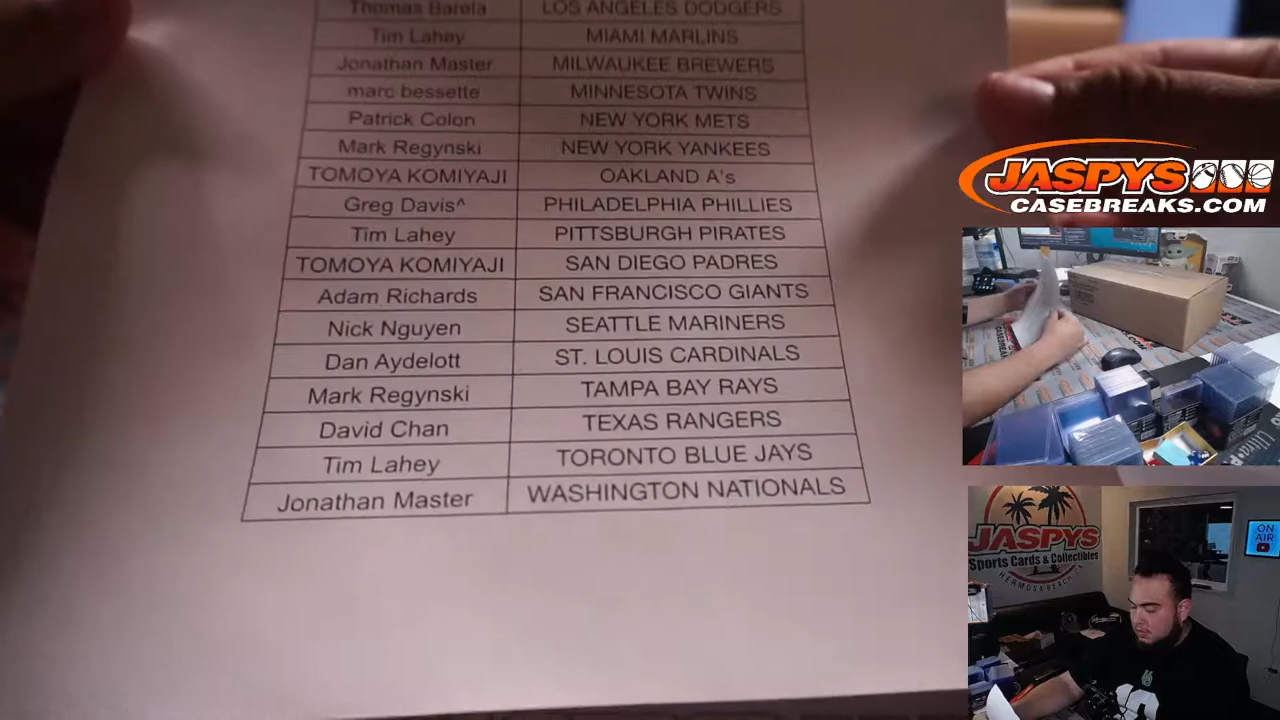 Thomas Barela LOS ANGELES DODGERS
Tim Lahey MIAMI MARLINS
Jonathan Master MILWAUKEE BREWERS
marc bessette MINNESOTA TWINS
Patrick Colon NEW YORK METS
Mark Regynski NEW YORK YANKEES
TOMOYA KOMIYAJI OAKLAND A's
Greg Davis^ PHILADELPHIA PHILLIES
Tim Lahey PITTSBURGH PIRATES
TOMOYA KOMIYAJI SAN DIEGO PADRES
Adam Richards SAN FRANCISCO GIANTS
Nick Nguyen SEATTLE MARINERS
Dan Aydelott ST. LOUIS CARDINALS
Mark Regynski TAMPA BAY RAYS
David Chan TEXAS RANGERS
Tim Lahey TORONTO BLUE JAYS
Jonathan Master WASHINGTON NATIONALS
JASPYS
CASEBREAKS.COM
JASPYS
Sports Cards & Collectibles
HERMOSA BEACH, CA
ON
AIR